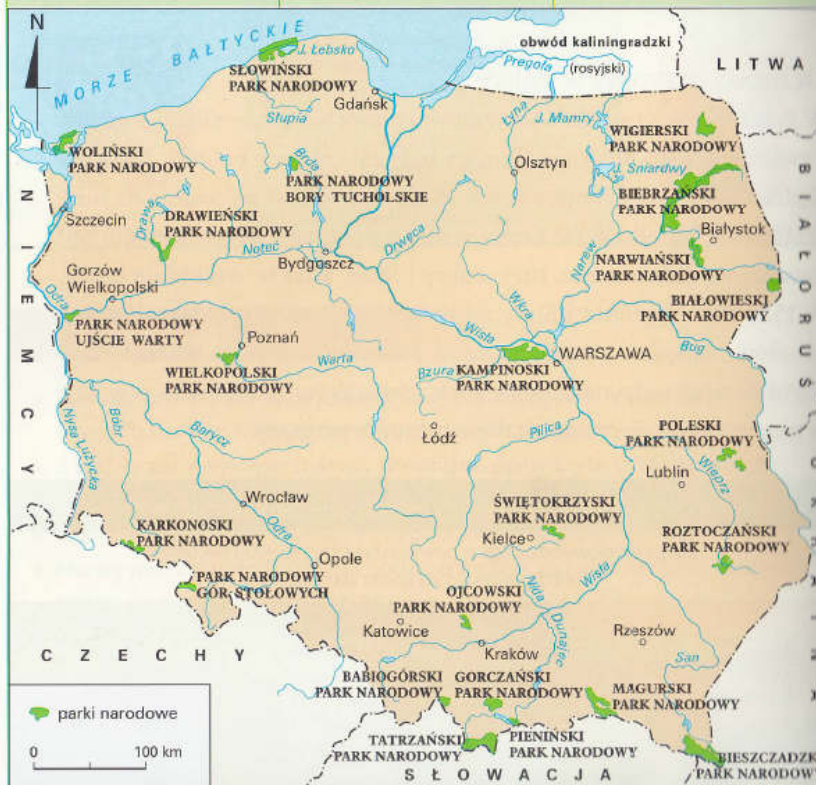 N
MORZE BAŁTYCKIE
J. Łebsko
SŁOWIŃSKI
PARK NARODOWY
Gdańsk
Słupia
obwód kaliningradzki
(rosyjski)
Pregoła
LITWA
WOLIŃSKI
PARK NARODOWY
Brda
PARK NARODOWY
BORY TUCHOLSKIE
Łyna
J. Mamry
Olsztyn
J. Śniardwy
WIGIERSKI
PARK NARODOWY
BIEBRZAŃSKI
PARK NARODOWY
Białystok
NIEMCY
Szczecin
Drawa
DRAWIEŃSKI
PARK NARODOWY
Noteć
Bydgoszcz
Drwęca
Narew
NARWIAŃSKI
PARK NARODOWY
BIAŁOWIESKI
PARK NARODOWY
BIAŁORUŚ
Gorzów
Wielkopolski
Odra
PARK NARODOWY
UJŚCIE WARTY
Poznań
WIELKOPOLSKI
PARK NARODOWY
Warta
Wisła
Wkra
Bzura
KAMPINOSKI
PARK NARODOWY
WARSZAWA
Bug
Nysa Łużycka
Bóbr
Barycz
Łódź
Pilica
POLESKI
PARK NARODOWY
Lublin
Wieprz
Wrocław
Odra
KARKONOSKI
PARK NARODOWY
ŚWIĘTOKRZYSKI
PARK NARODOWY
Kielce
ROZTOCZAŃSKI
PARK NARODOWY
Opole
PARK NARODOWY
GÓR STOŁOWYCH
OJCOWSKI
PARK NARODOWY
Nida
Wisła
Katowice
Kraków
Dunajec
Rzeszów
San
CZECHY
BABIOGÓRSKI
PARK NARODOWY
GORCZAŃSKI
PARK NARODOWY
MAGURSKI
PARK NARODOWY
TATRZAŃSKI
PARK NARODOWY
PIENIŃSKI
PARK NARODOWY
BIESZCZADZK
PARK NARODOW
SŁOWACJA
parki narodowe
0 100 km